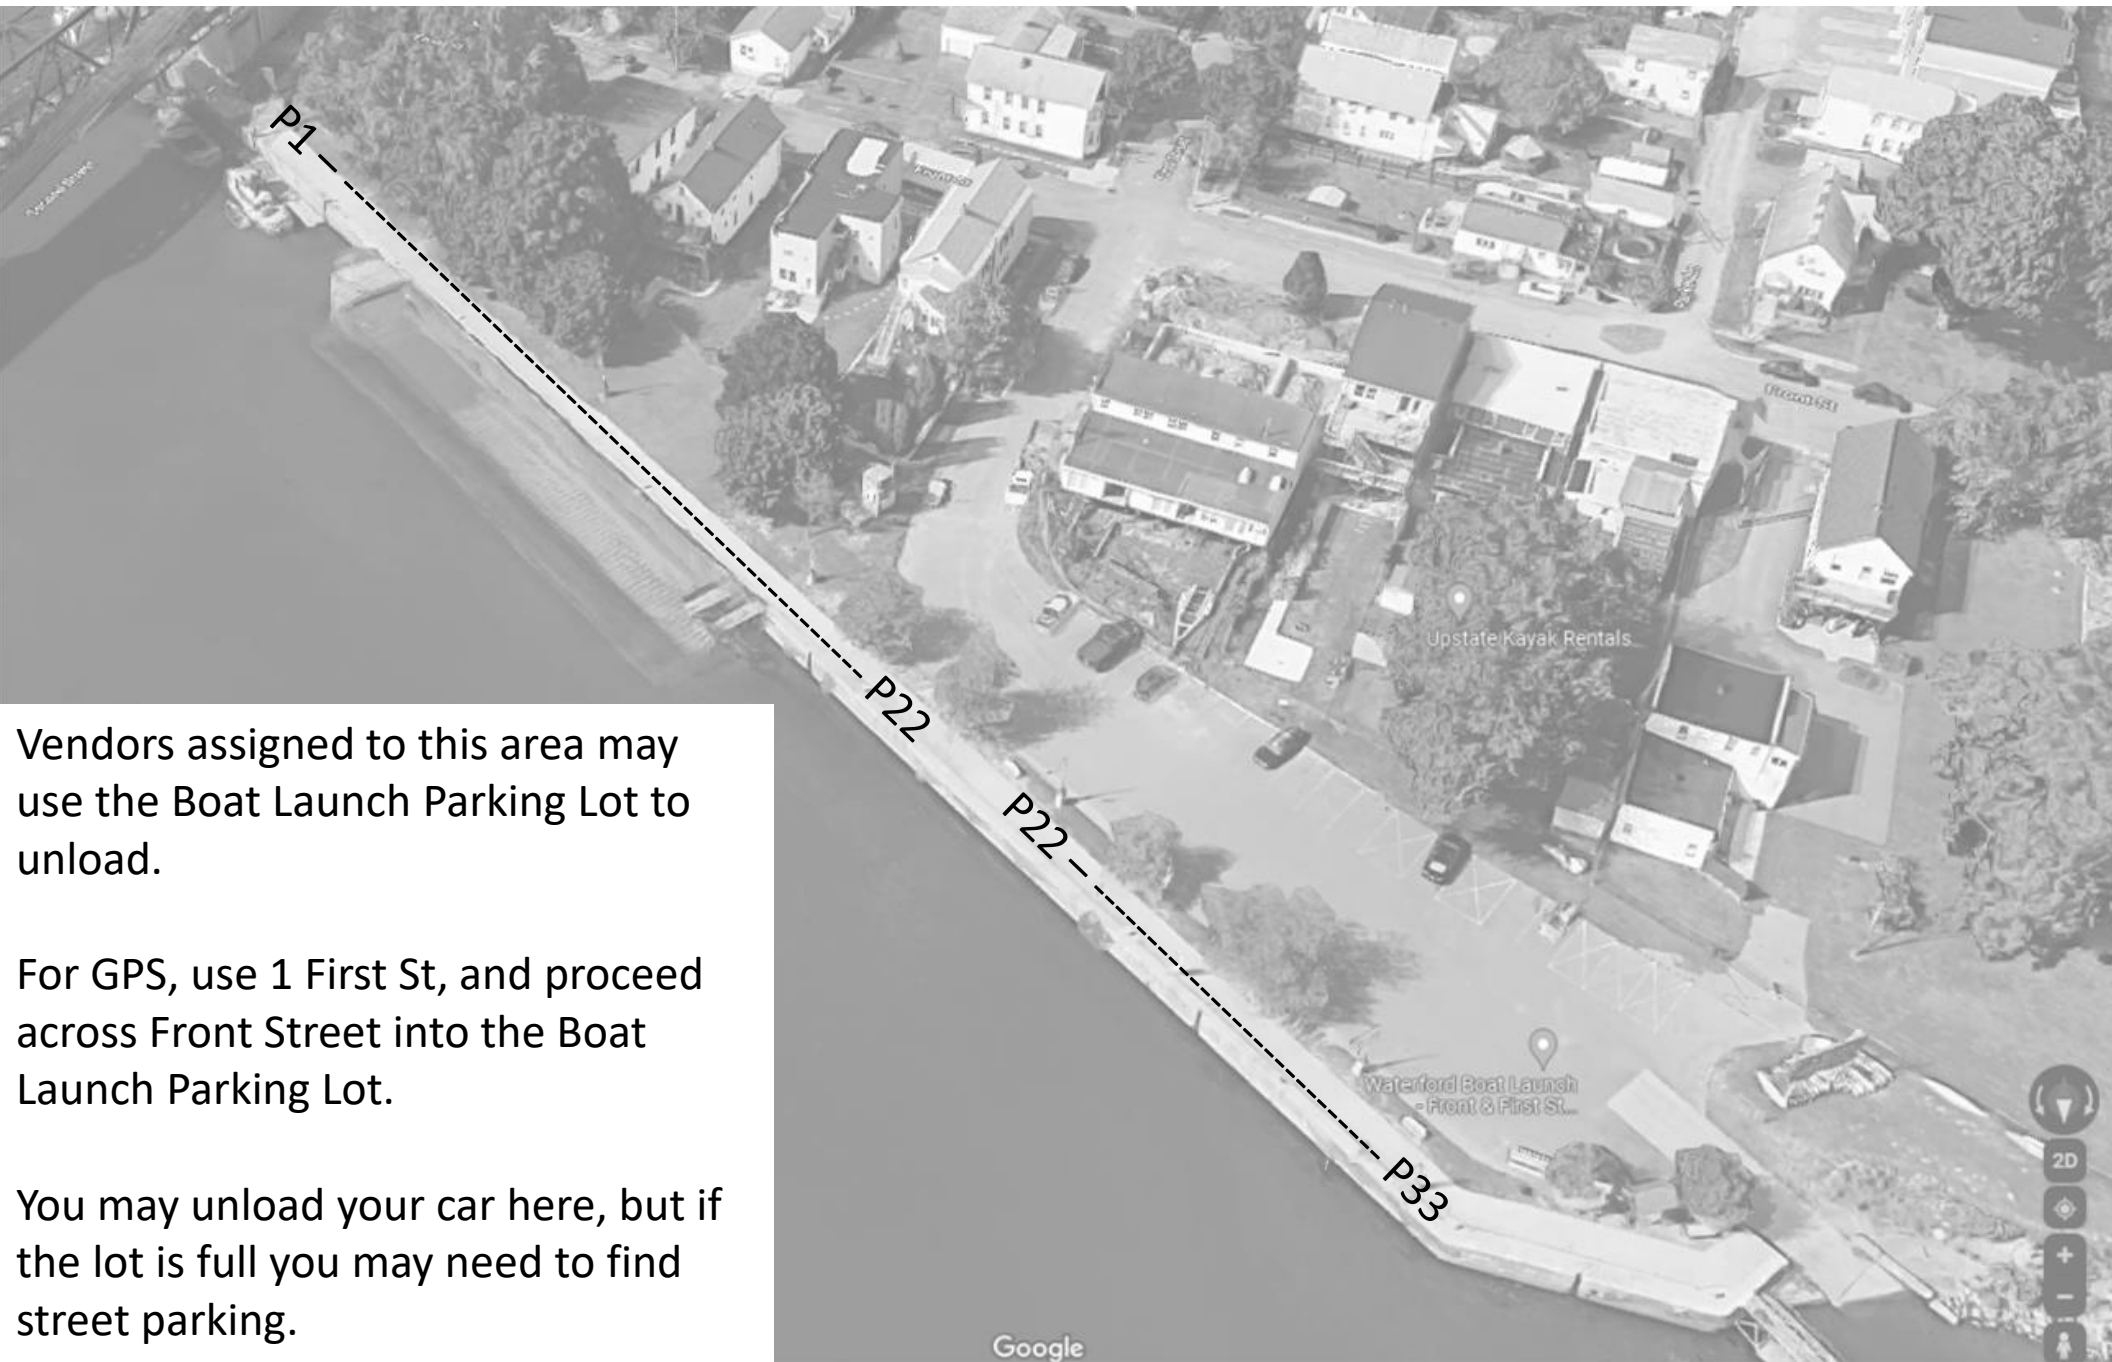 P1 –
– P22
P22 –
– P33
Front St
Upstate Kayak Rentals
Waterford Boat Launch
- Front & First St...
Vendors assigned to this area may
use the Boat Launch Parking Lot to
unload.
For GPS, use 1 First St, and proceed
across Front Street into the Boat
Launch Parking Lot.
You may unload your car here, but if
the lot is full you may need to find
street parking.
2D
+
−
Google